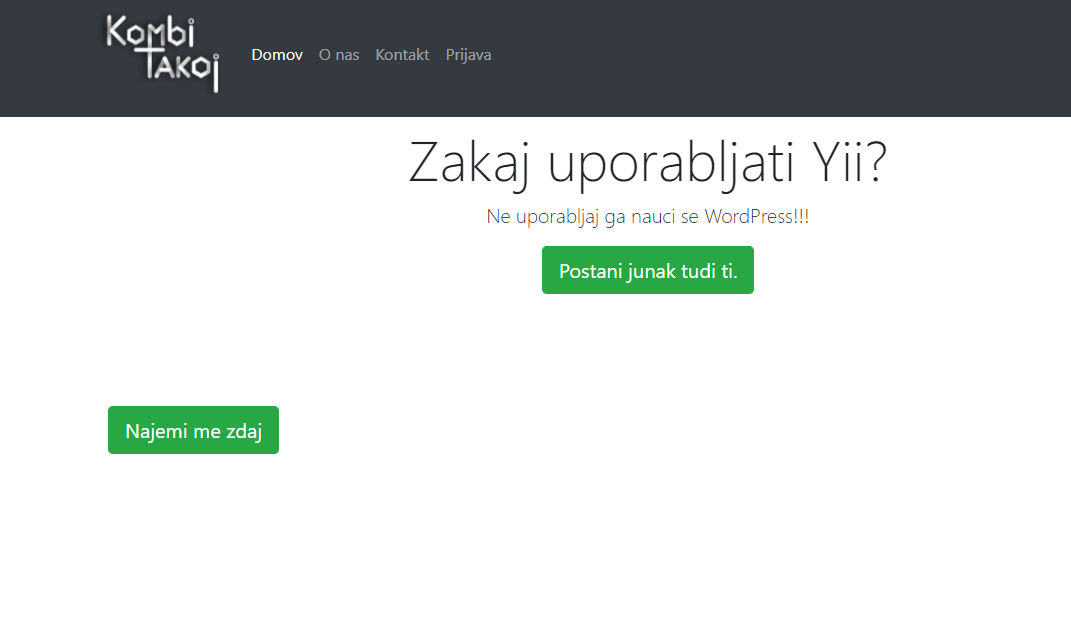 Kombi
Takoj
Domov O nas Kontakt Prijava
Zakaj uporabljati Yii?
Ne uporabljaj ga nauci se WordPress!!!
Postani junak tudi ti.
Najemi me zdaj